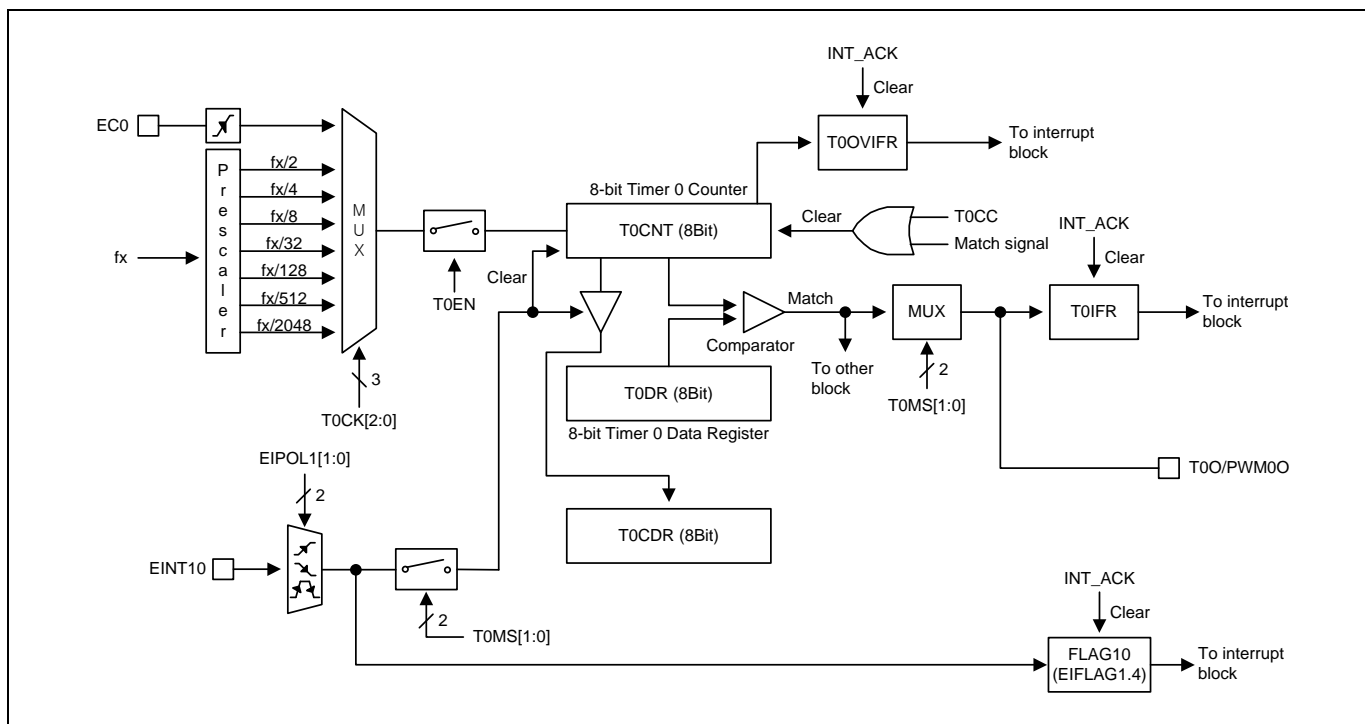 INT_ACK
Clear
EC0
T0OVIFR
To interrupt
block
Prescaler
fx/2
fx/4
fx/8
fx/32
fx/128
fx/512
fx/2048
MUX
8-bit Timer 0 Counter
T0CNT (8Bit)
Clear
T0CC
Match signal
INT_ACK
Clear
fx
T0EN
Clear
Match
MUX
T0IFR
To interrupt
block
Comparator
To other
block
2
T0MS[1:0]
3
T0CK[2:0]
T0DR (8Bit)
8-bit Timer 0 Data Register
EIPOL1[1:0]
2
T0O/PWM0O
T0CDR (8Bit)
EINT10
2
T0MS[1:0]
INT_ACK
Clear
FLAG10
(EIFLAG1.4)
To interrupt
block